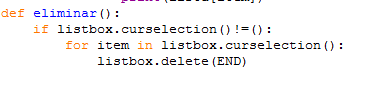 def eliminar():
    if listbox.curselection()!=():
        for item in listbox.curselection():
            listbox.delete(END)